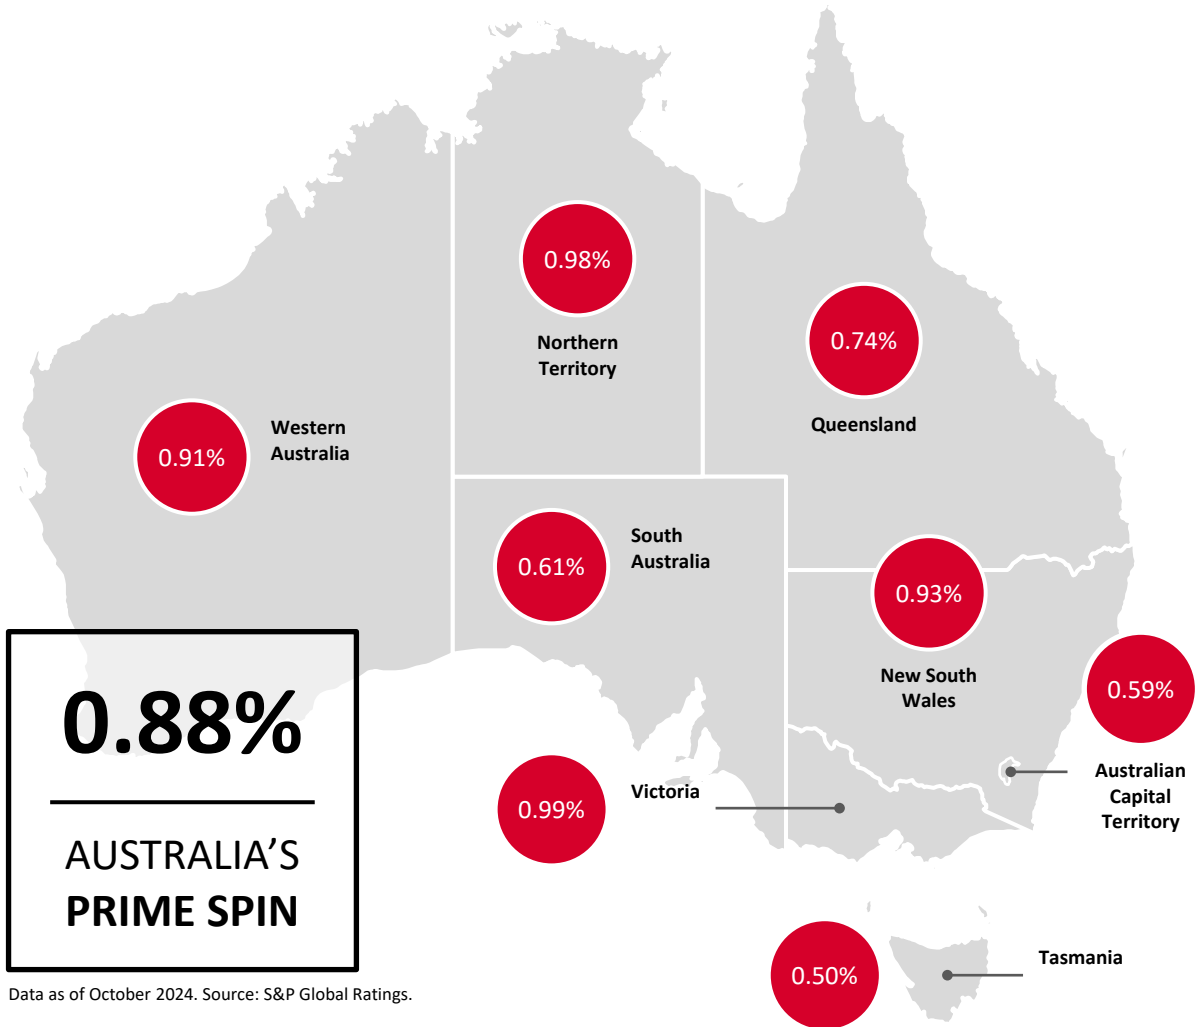 0.98%
Northern
Territory
0.74%
Queensland
0.91%
Western
Australia
0.61%
South
Australia
0.93%
New South
Wales
0.59%
Australian
Capital
Territory
0.99%
Victoria
0.50%
Tasmania
0.88%
AUSTRALIA’S
PRIME SPIN
Data as of October 2024. Source: S&P Global Ratings.